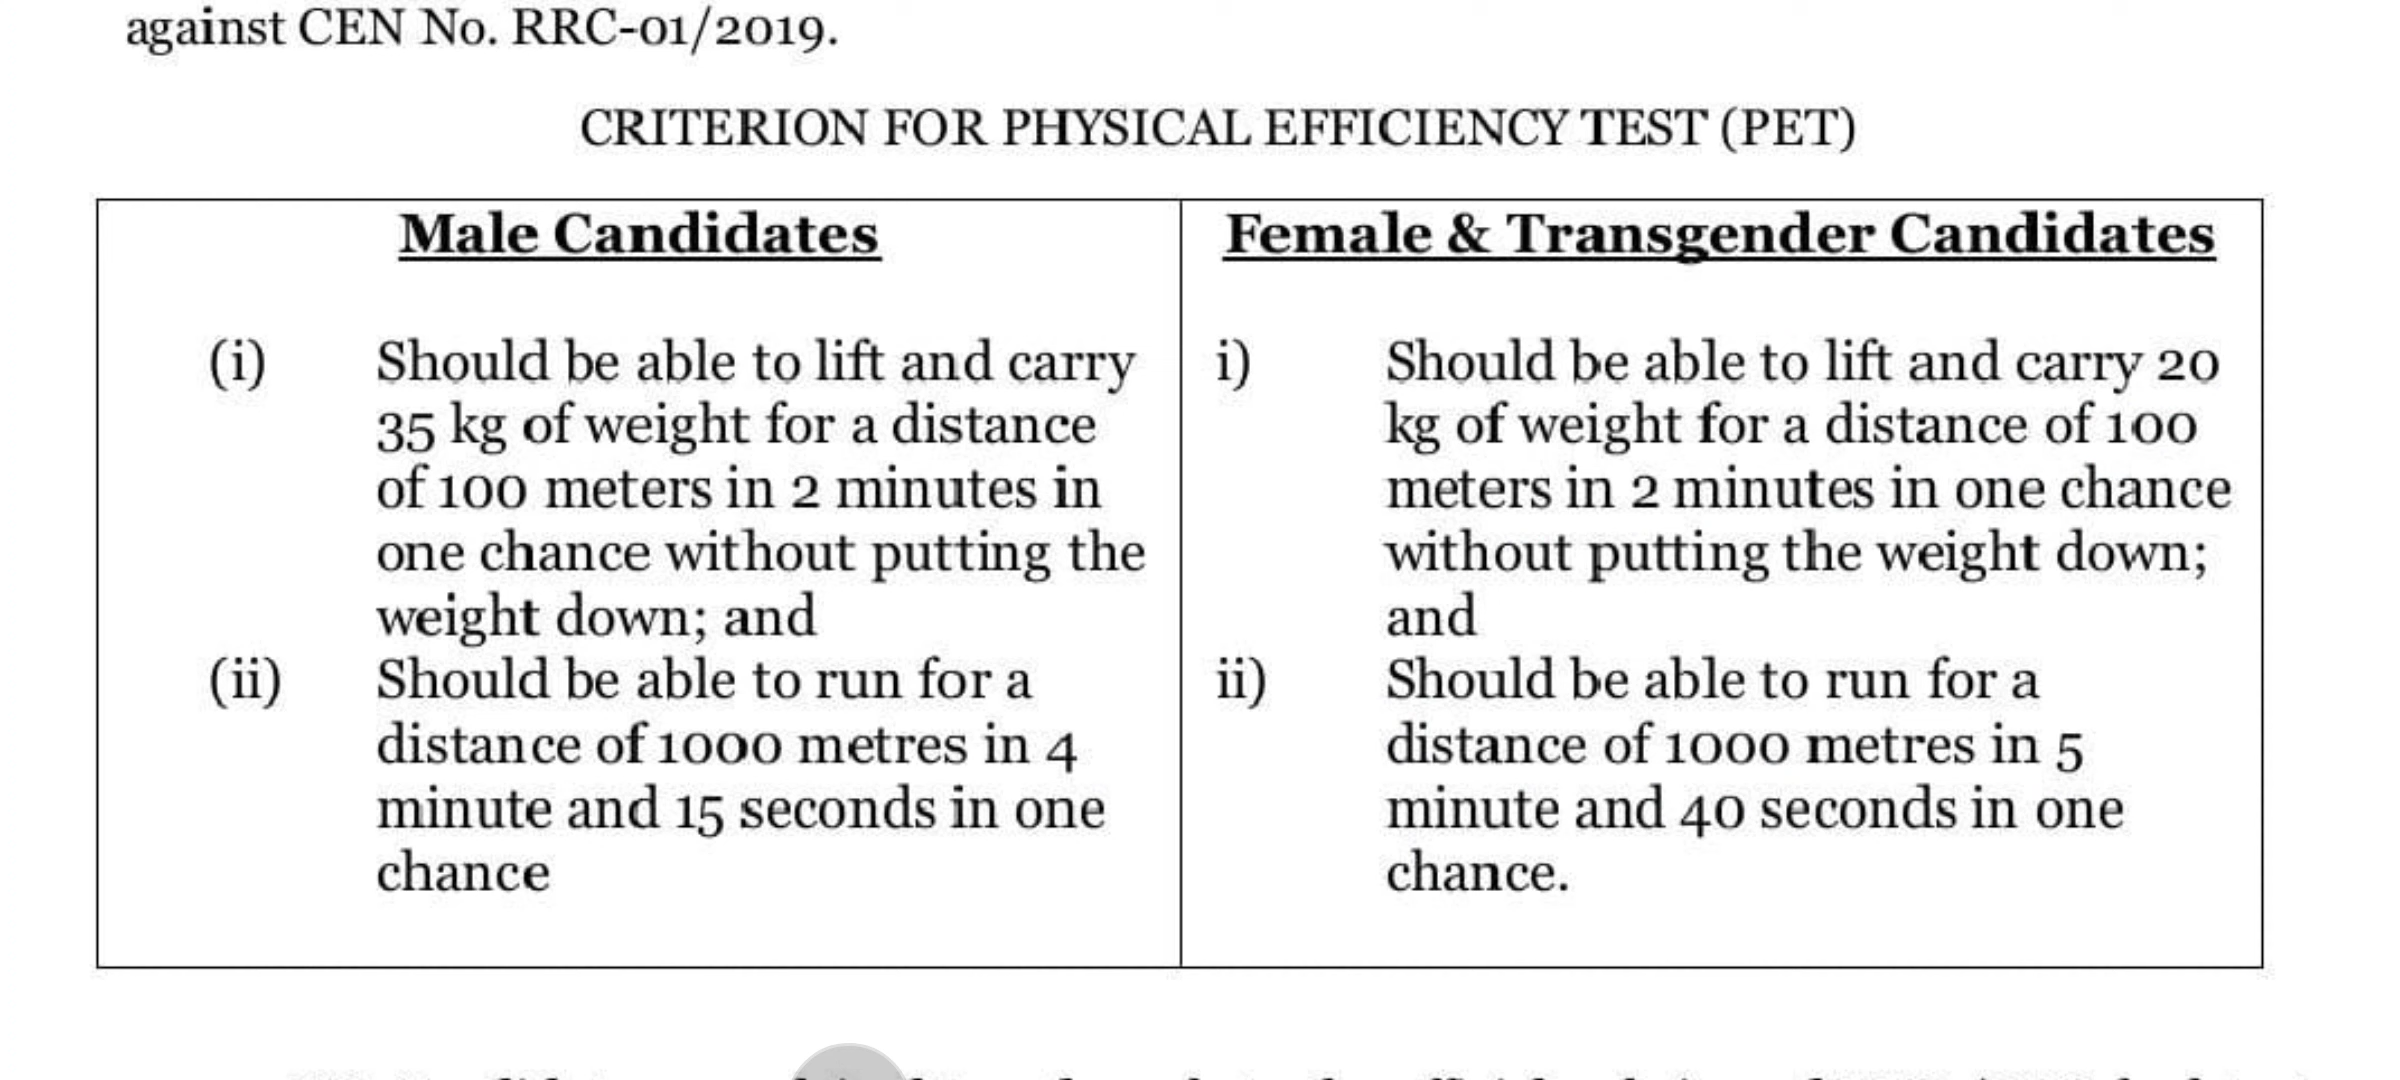 against CEN No. RRC-01/2019.
CRITERION FOR PHYSICAL EFFICIENCY TEST (PET)
Male Candidates
(i) Should be able to lift and carry
35 kg of weight for a distance
of 100 meters in 2 minutes in
one chance without putting the
weight down; and
(ii) Should be able to run for a
distance of 1000 metres in 4
minute and 15 seconds in one
chance
Female & Transgender Candidates
i) Should be able to lift and carry 20
kg of weight for a distance of 100
meters in 2 minutes in one chance
without putting the weight down;
and
ii) Should be able to run for a
distance of 1000 metres in 5
minute and 40 seconds in one
chance.